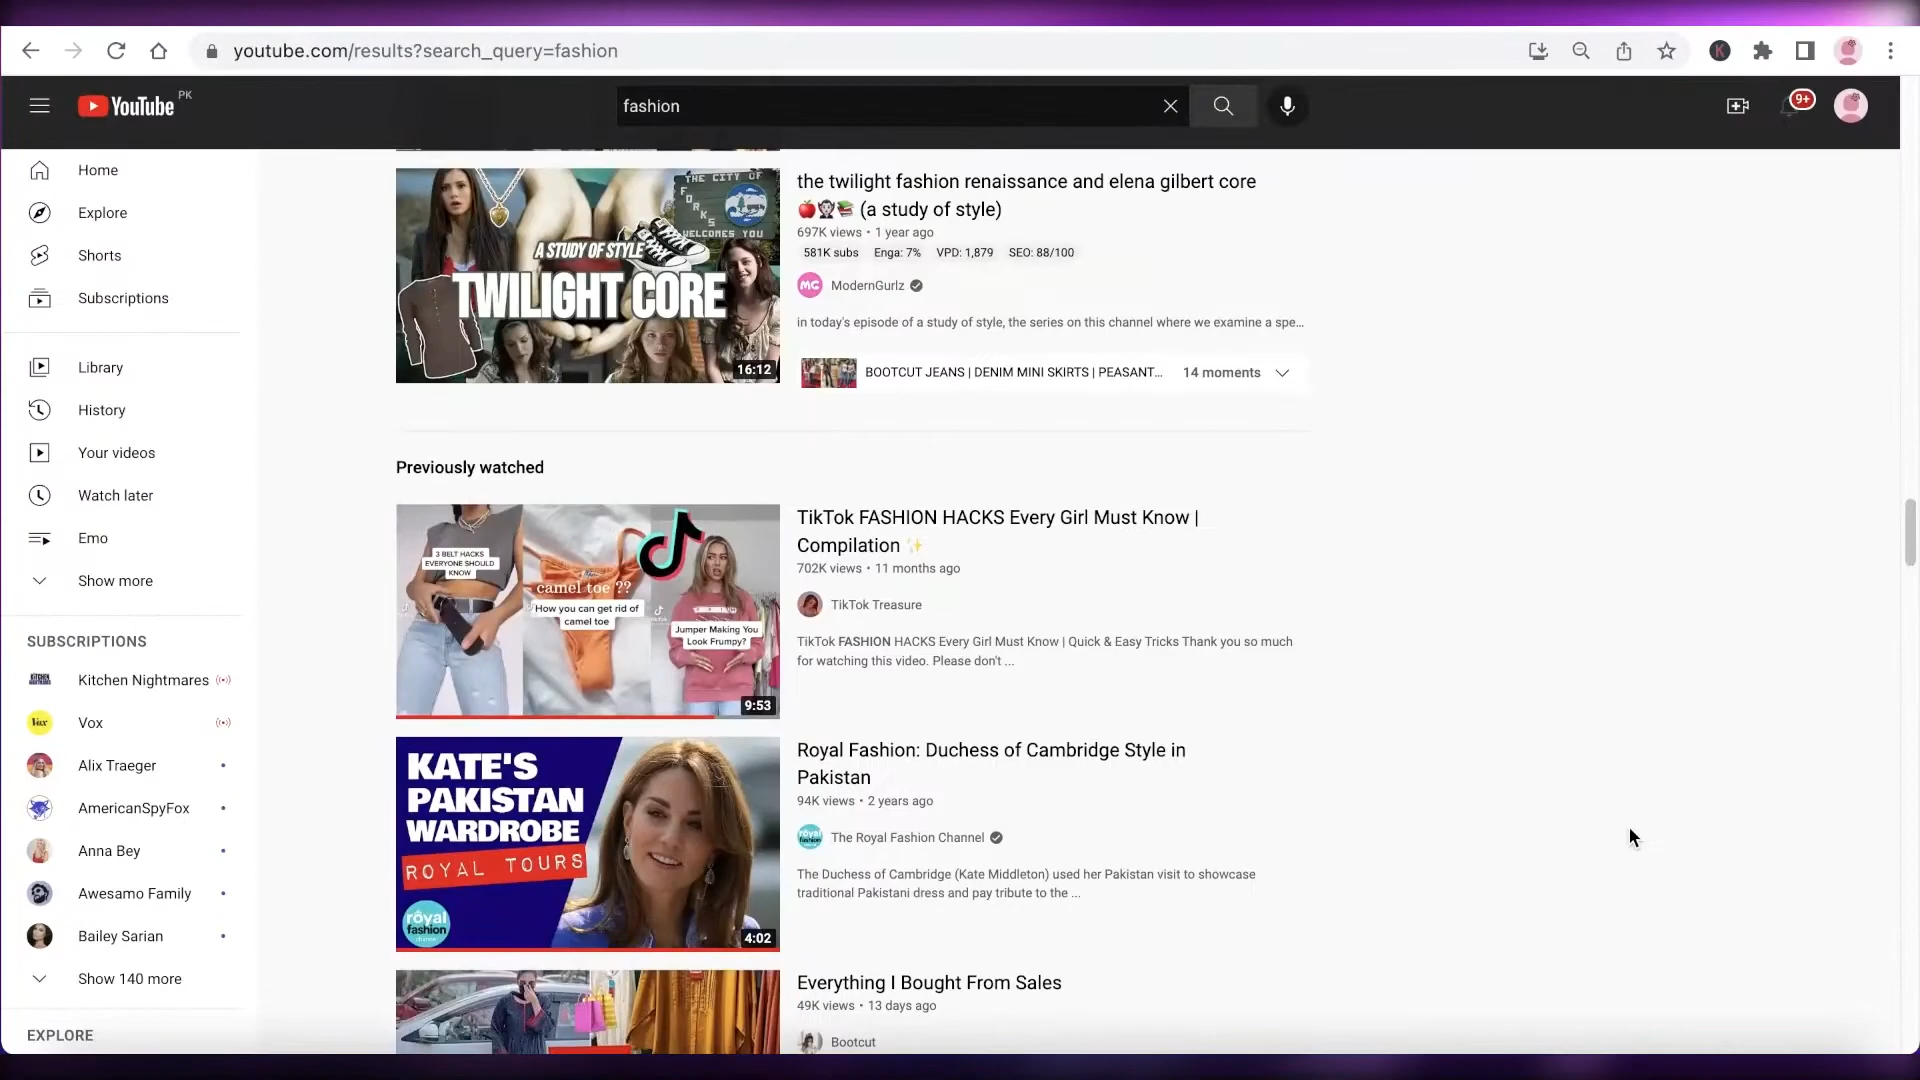 youtube.com/results?search_query=fashion
K
YouTube PK
fashion
9+
Home
Explore
Shorts
Subscriptions
Library
History
Your videos
Watch later
Emo
Show more
SUBSCRIPTIONS
Kitchen Nightmares
Vox
Alix Traeger
AmericanSpyFox
Anna Bey
Awesamo Family
Bailey Sarian
Show 140 more
EXPLORE
THE CITY OF
FORKS
WELCOMES YOU
A STUDY OF STYLE
TWILIGHT CORE
16:12
the twilight fashion renaissance and elena gilbert core
🍎🧛🏻📚 (a study of style)
697K views • 1 year ago
581K subs Enga: 7% VPD: 1,879 SEO: 88/100
MG ModernGurlz
in today's episode of a study of style, the series on this channel where we examine a spe...
BOOTCUT JEANS | DENIM MINI SKIRTS | PEASANT... 14 moments
Previously watched
3 BELT HACKS
EVERYONE SHOULD
KNOW
camel toe ??
How you can get rid of
camel toe
Jumper Making You
Look Frumpy?
9:53
TikTok FASHION HACKS Every Girl Must Know |
Compilation ✨
702K views • 11 months ago
TikTok Treasure
TikTok FASHION HACKS Every Girl Must Know | Quick & Easy Tricks Thank you so much
for watching this video. Please don't ...
KATE'S
PAKISTAN
WARDROBE
ROYAL TOURS
royal
fashion
4:02
Royal Fashion: Duchess of Cambridge Style in
Pakistan
94K views • 2 years ago
The Royal Fashion Channel
The Duchess of Cambridge (Kate Middleton) used her Pakistan visit to showcase
traditional Pakistani dress and pay tribute to the ...
Everything I Bought From Sales
49K views • 13 days ago
Bootcut